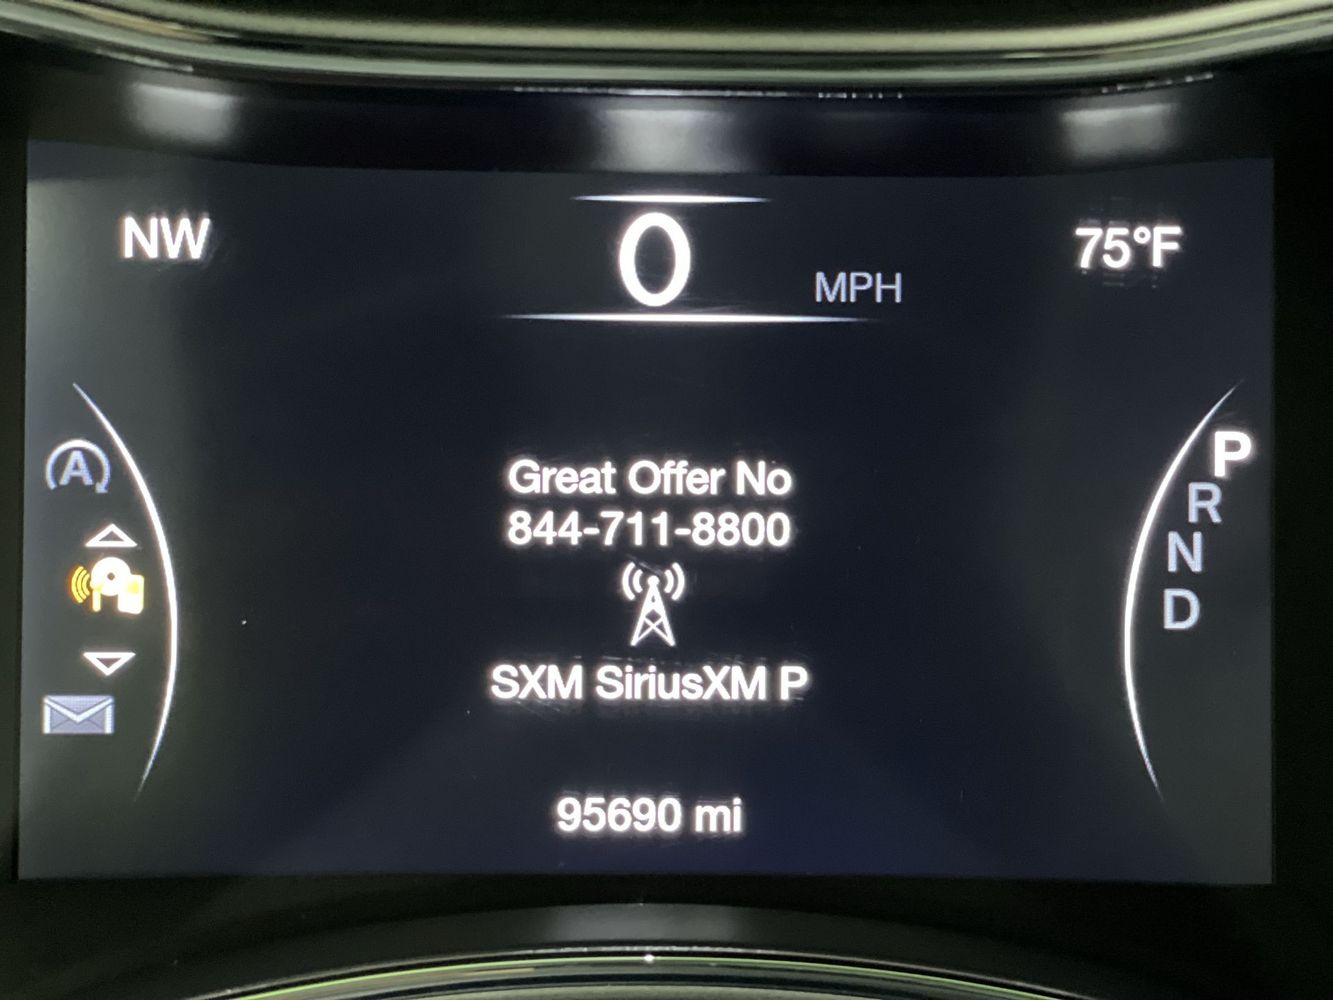 NW
0
MPH
75°F
A
P
R
N
D
Great Offer No
844-711-8800
SXM SiriusXM P
95690 mi